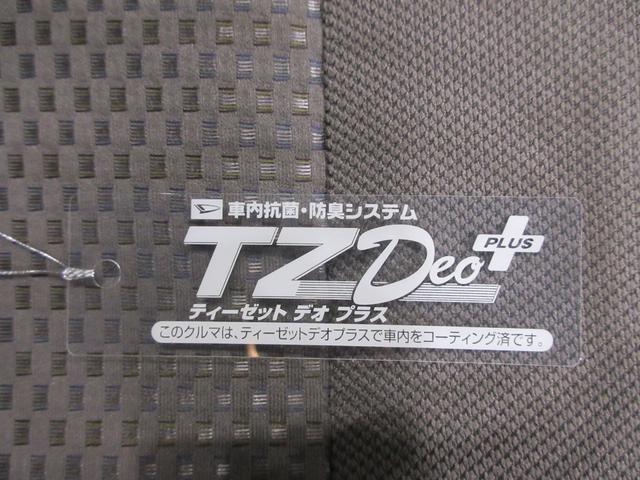 車内抗菌・防臭システム
TZ Deo PLUS
ティーゼット デオ プラス
このクルマは、ティーゼットデオプラスで車内をコーティング済です。